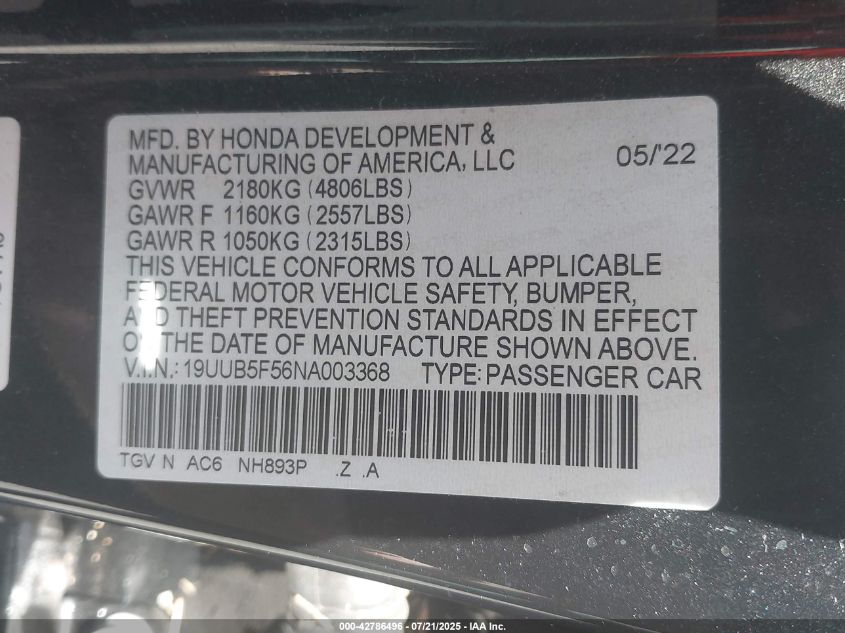 MFD. BY HONDA DEVELOPMENT &
MANUFACTURING OF AMERICA, LLC 05/'22
GVWR 2180KG (4806LBS)
GAWR F 1160KG (2557LBS)
GAWR R 1050KG (2315LBS)
THIS VEHICLE CONFORMS TO ALL APPLICABLE
FEDERAL MOTOR VEHICLE SAFETY, BUMPER,
AND THEFT PREVENTION STANDARDS IN EFFECT
ON THE DATE OF MANUFACTURE SHOWN ABOVE.
V.I.N.: 19UUB5F56NA003368 TYPE: PASSENGER CAR
TGV N AC6 NH893P .Z .A
000-42786496 - 07/21/2025 - IAA Inc.